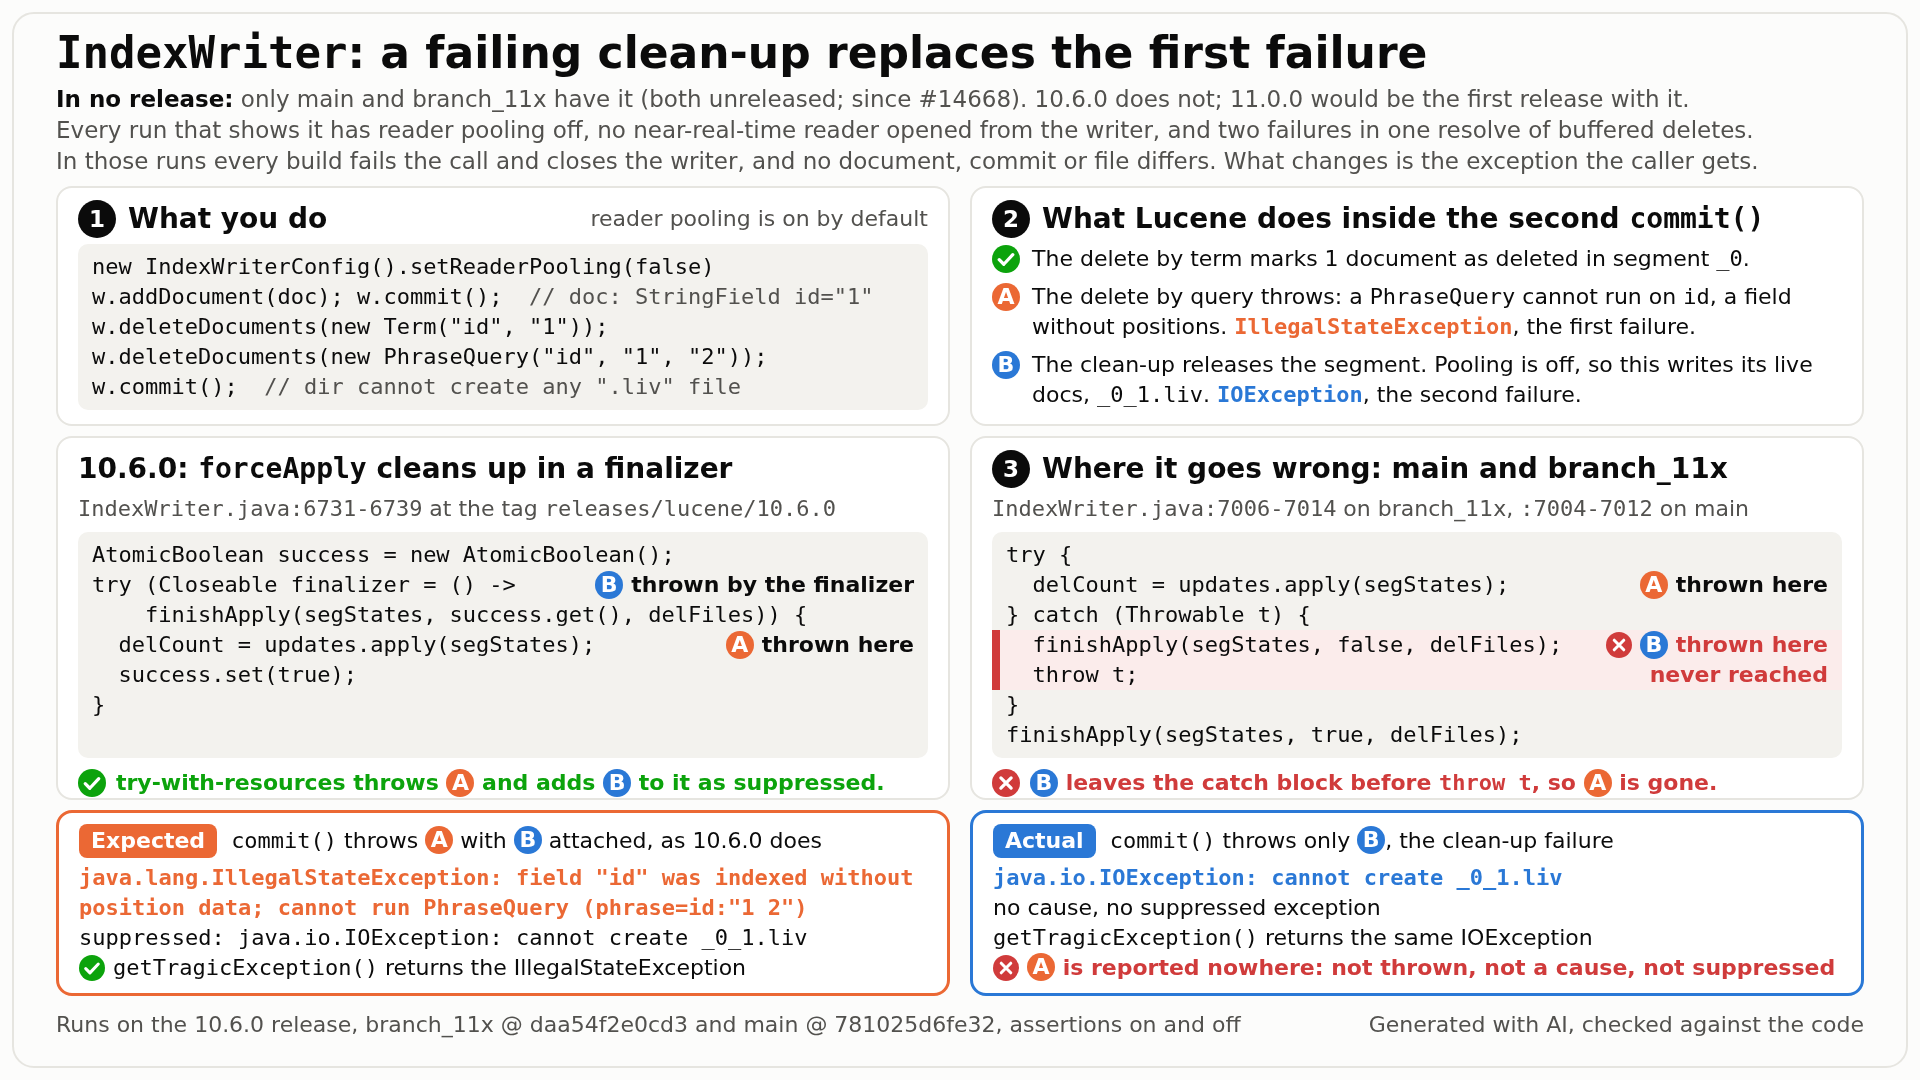 IndexWriter: a failing clean-up replaces the first failure
In no release: only main and branch_11x have it (both unreleased; since #14668). 10.6.0 does not; 11.0.0 would be the first release with it.
Every run that shows it has reader pooling off, no near-real-time reader opened from the writer, and two failures in one resolve of buffered deletes.
In those runs every build fails the call and closes the writer, and no document, commit or file differs. What changes is the exception the caller gets.
1 What you do
reader pooling is on by default
new IndexWriterConfig().setReaderPooling(false)
w.addDocument(doc); w.commit();  // doc: StringField id="1"
w.deleteDocuments(new Term("id", "1"));
w.deleteDocuments(new PhraseQuery("id", "1", "2"));
w.commit();  // dir cannot create any ".liv" file
2 What Lucene does inside the second commit()
The delete by term marks 1 document as deleted in segment _0.
A The delete by query throws: a PhraseQuery cannot run on id, a field
without positions. IllegalStateException, the first failure.
B The clean-up releases the segment. Pooling is off, so this writes its live
docs, _0_1.liv. IOException, the second failure.
10.6.0: forceApply cleans up in a finalizer
IndexWriter.java:6731-6739 at the tag releases/lucene/10.6.0
AtomicBoolean success = new AtomicBoolean();
try (Closeable finalizer = () -> B thrown by the finalizer
finishApply(segStates, success.get(), delFiles)) {
delCount = updates.apply(segStates); A thrown here
success.set(true);
}
try-with-resources throws A and adds B to it as suppressed.
3 Where it goes wrong: main and branch_11x
IndexWriter.java:7006-7014 on branch_11x, :7004-7012 on main
try {
delCount = updates.apply(segStates); A thrown here
} catch (Throwable t) {
finishApply(segStates, false, delFiles); B thrown here
throw t; never reached
}
finishApply(segStates, true, delFiles);
B leaves the catch block before throw t, so A is gone.
Expected commit() throws A with B attached, as 10.6.0 does
java.lang.IllegalStateException: field "id" was indexed without
position data; cannot run PhraseQuery (phrase=id:"1 2")
suppressed: java.io.IOException: cannot create _0_1.liv
getTragicException() returns the IllegalStateException
Actual commit() throws only B, the clean-up failure
java.io.IOException: cannot create _0_1.liv
no cause, no suppressed exception
getTragicException() returns the same IOException
A is reported nowhere: not thrown, not a cause, not suppressed
Runs on the 10.6.0 release, branch_11x @ daa54f2e0cd3 and main @ 781025d6fe32, assertions on and off
Generated with AI, checked against the code